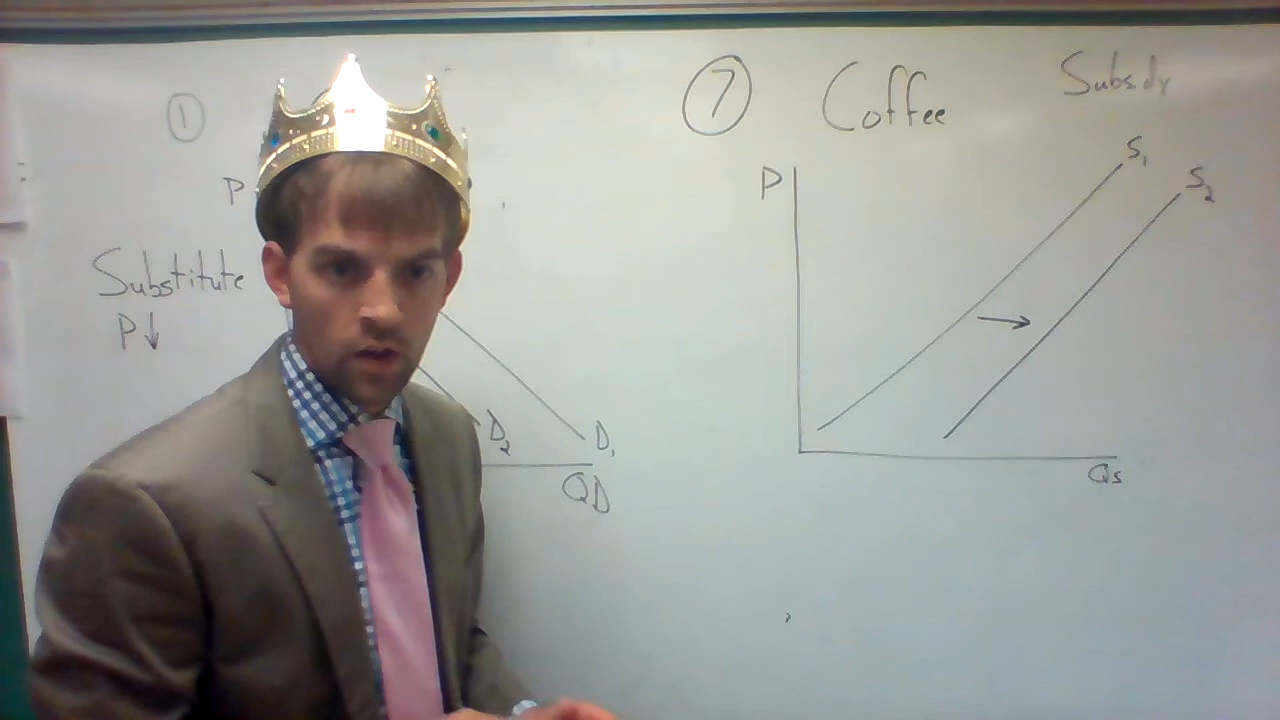 ①
P
Substitute
P↓
D₂
D₁
QD
⑦ Coffee
Subsdy
P
S₁
S₂
→
Qs